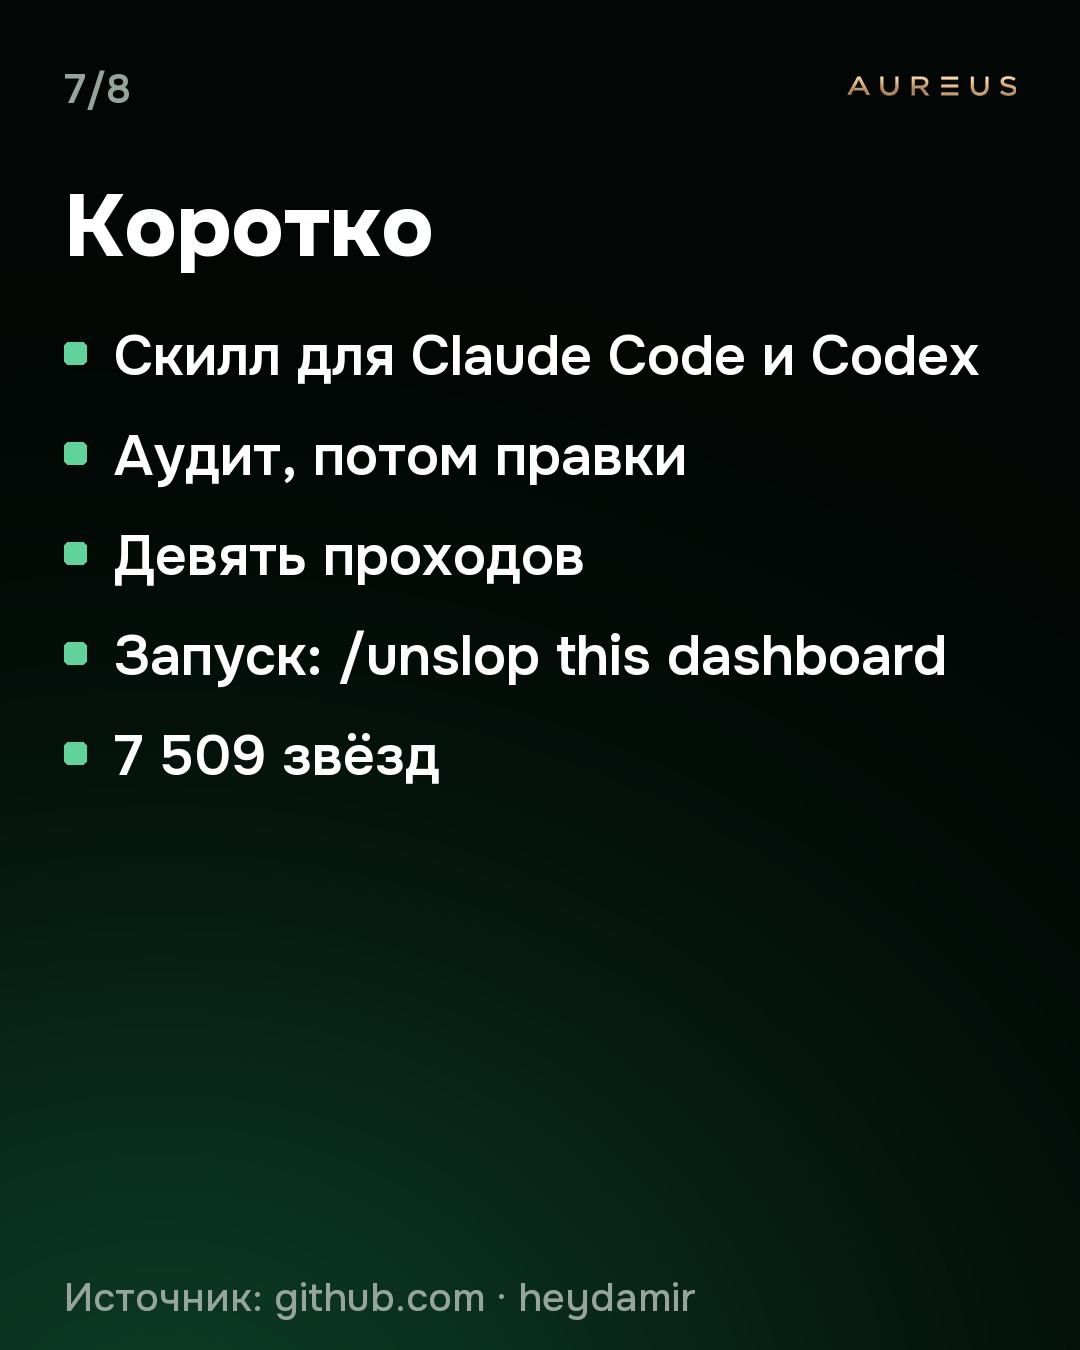 7/8
AUREUS
Коротко
Скилл для Claude Code и Codex
Аудит, потом правки
Девять проходов
Запуск: /unslop this dashboard
7 509 звёзд
Источник: github.com · heydamir